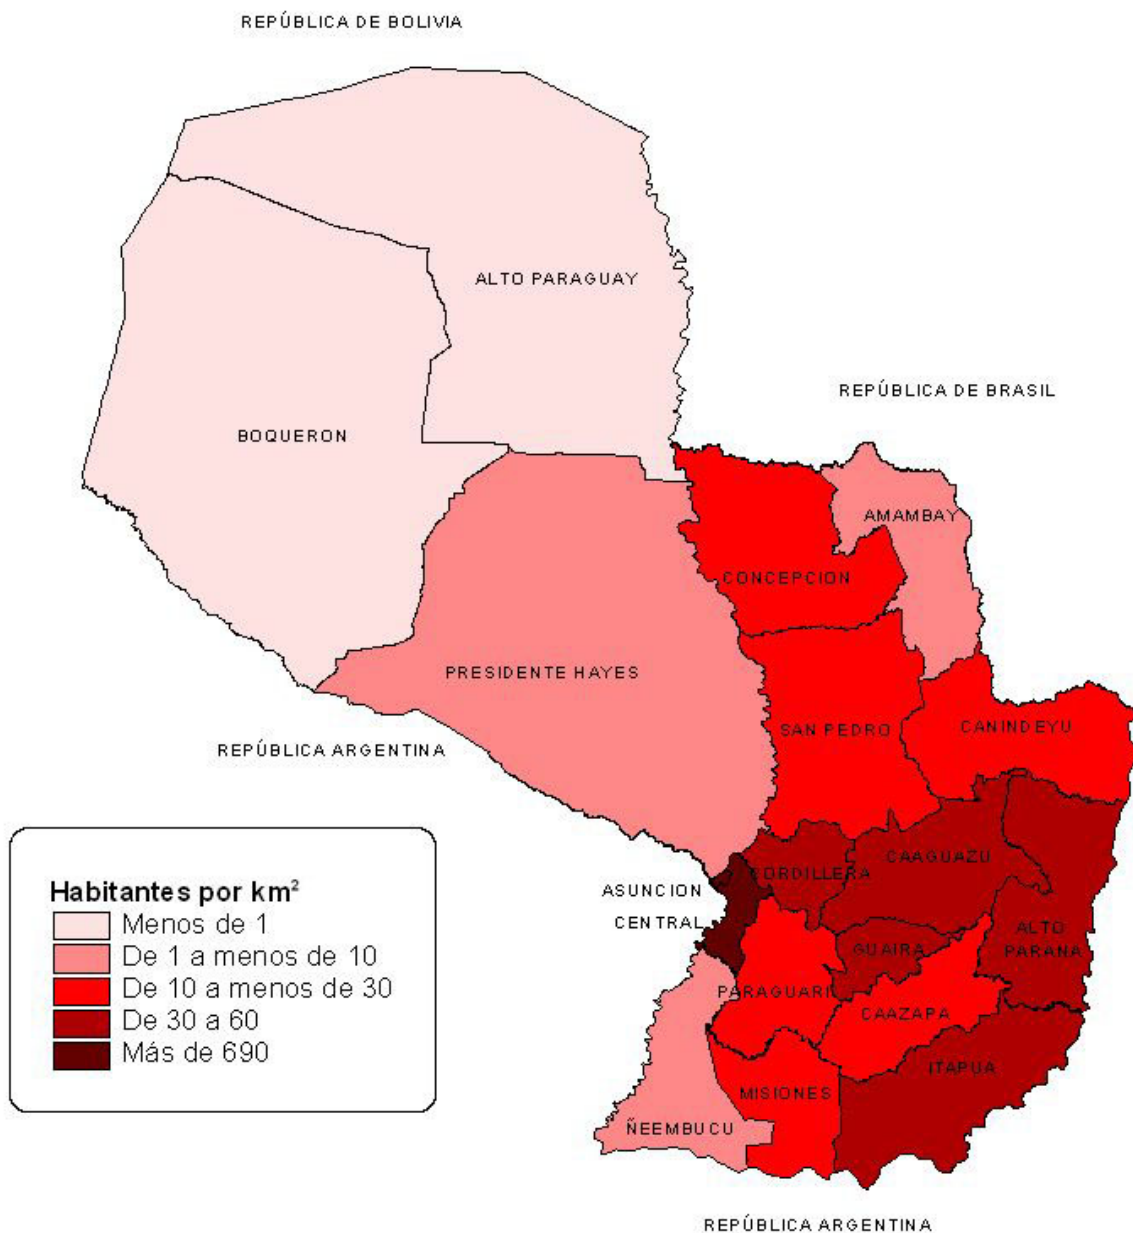 REPÚBLICA DE BOLIVIA
ALTO PARAGUAY
REPÚBLICA DE BRASIL
BOQUERON
AMAMBAY
CONCEPCION
PRESIDENTE HAYES
SAN PEDRO
CANINDEYU
REPÚBLICA ARGENTINA
CORDILLERA
CAAGUAZU
ASUNCION
CENTRAL
GUAIRA
ALTO
PARANA
PARAGUARI
CAAZAPA
ITAPUA
MISIONES
ÑEEMBUCU
Habitantes por km²
Menos de 1
De 1 a menos de 10
De 10 a menos de 30
De 30 a 60
Más de 690
REPÚBLICA ARGENTINA